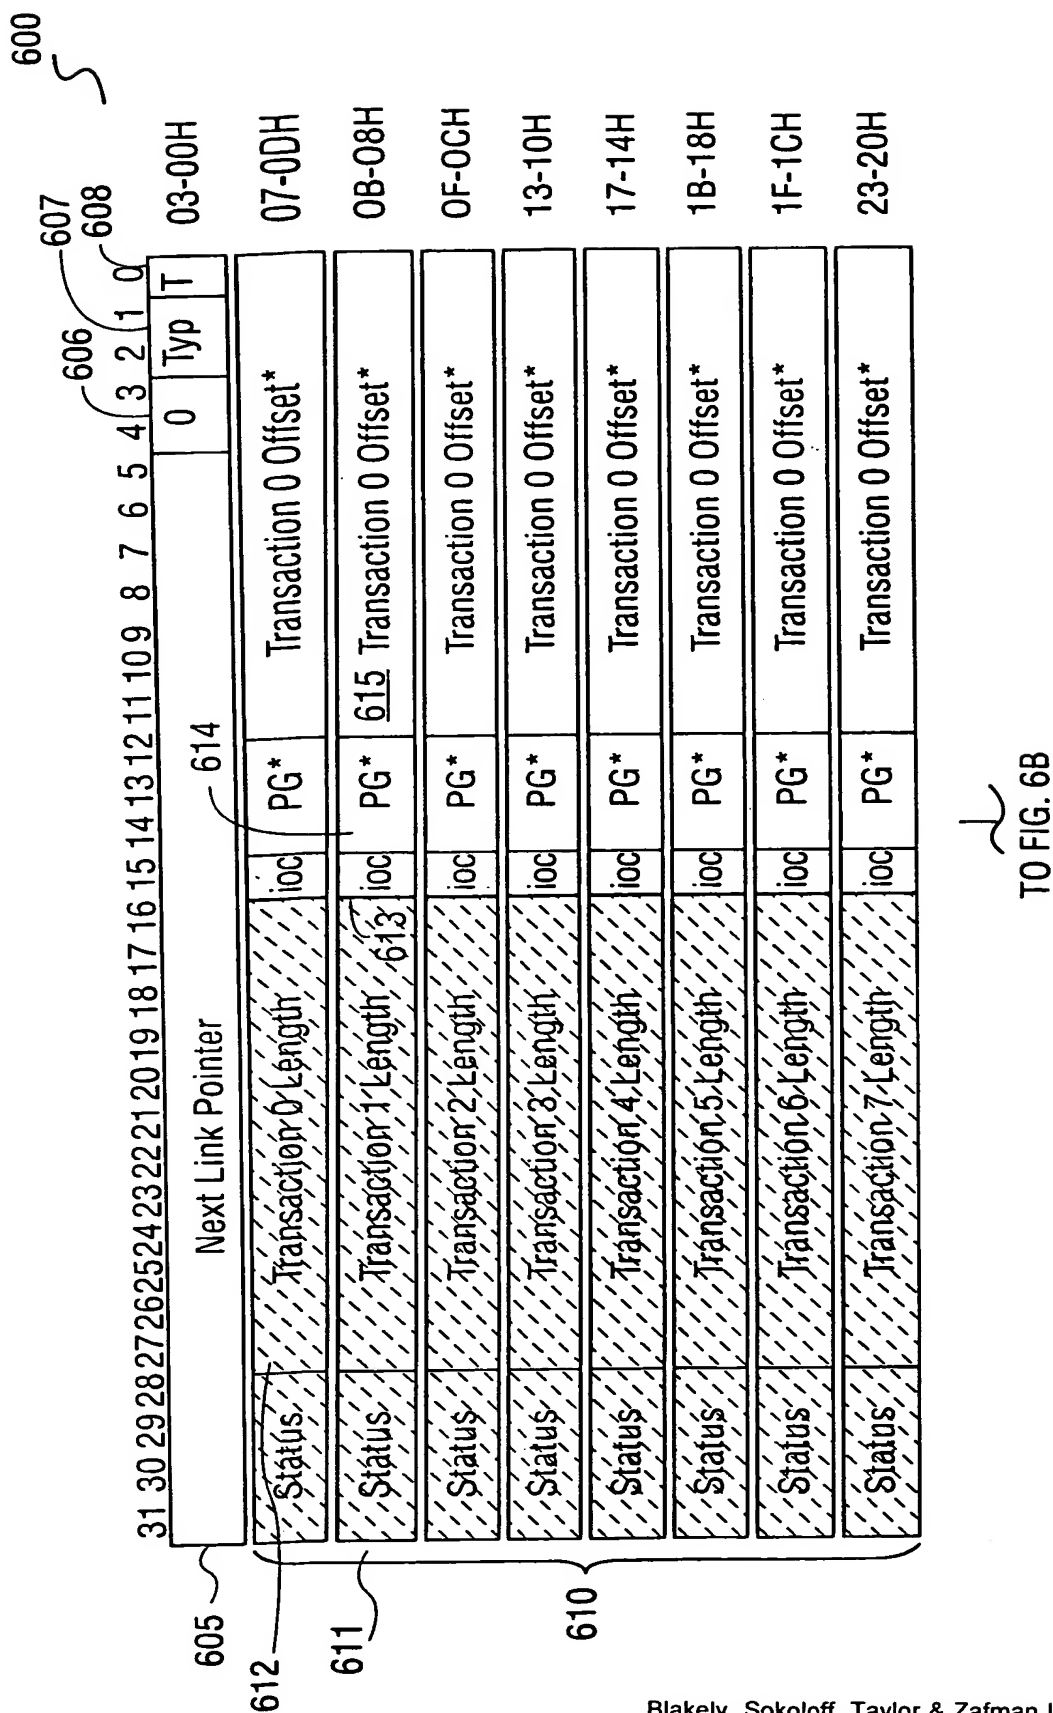 600
606
607
608
31 30 29 28 27 26 25 24 23 22 21 20 19 18 17 16 15 14 13 12 11 10 9 8 7 6 5 4 3 2 1 0
605
Next Link Pointer 0 Typ T 03-00H
614
612
Status Transaction 0 Length ioc PG* Transaction 0 Offset* 07-0DH
611
Status Transaction 1 Length 613 ioc PG* 615 Transaction 0 Offset* 0B-08H
Status Transaction 2 Length ioc PG* Transaction 0 Offset* 0F-0CH
Status Transaction 3 Length ioc PG* Transaction 0 Offset* 13-10H
610
Status Transaction 4 Length ioc PG* Transaction 0 Offset* 17-14H
Status Transaction 5 Length ioc PG* Transaction 0 Offset* 1B-18H
Status Transaction 6 Length ioc PG* Transaction 0 Offset* 1F-1CH
Status Transaction 7 Length ioc PG* Transaction 0 Offset* 23-20H
TO FIG. 6B
Blakely, Sokoloff, Taylor & Zafman